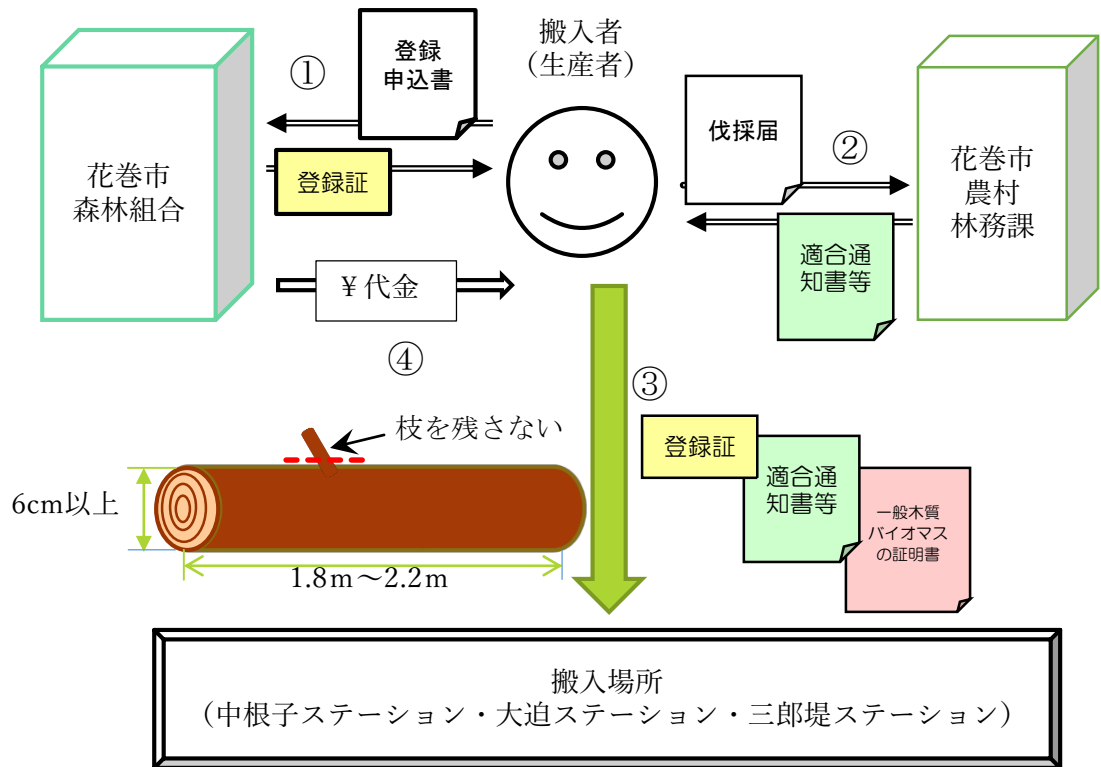 搬入者
（生産者）
①
登録
申込書
花巻市
森林組合
登録証
伐採届
②
花巻市
農村
林務課
適合通
知書等
￥代金
④
③
枝を残さない
6cm以上
1.8m～2.2m
登録証
適合通
知書等
一般木質
バイオマス
の証明書
搬入場所
（中根子ステーション・大迫ステーション・三郎堤ステーション）